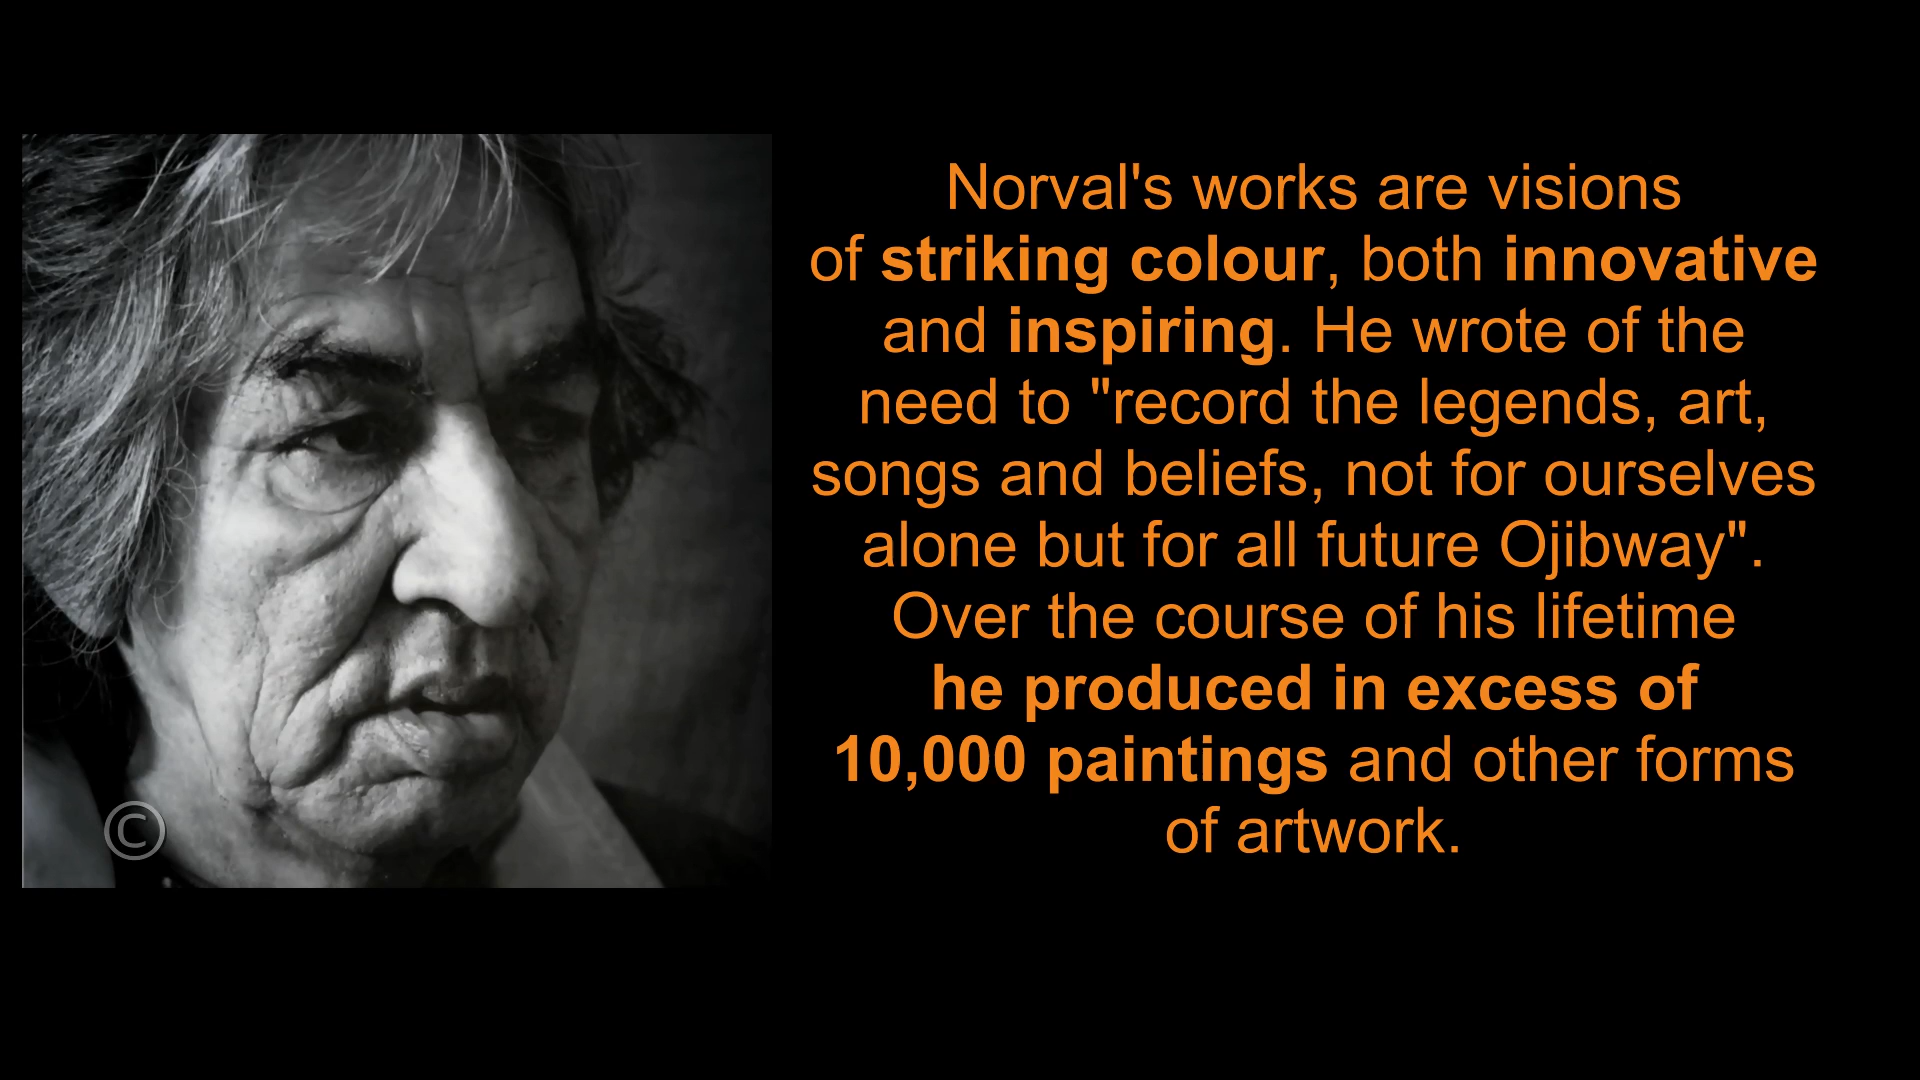 Norval's works are visions
of striking colour, both innovative
and inspiring. He wrote of the
need to "record the legends, art,
songs and beliefs, not for ourselves
alone but for all future Ojibway".
Over the course of his lifetime
he produced in excess of
10,000 paintings and other forms
of artwork.
©